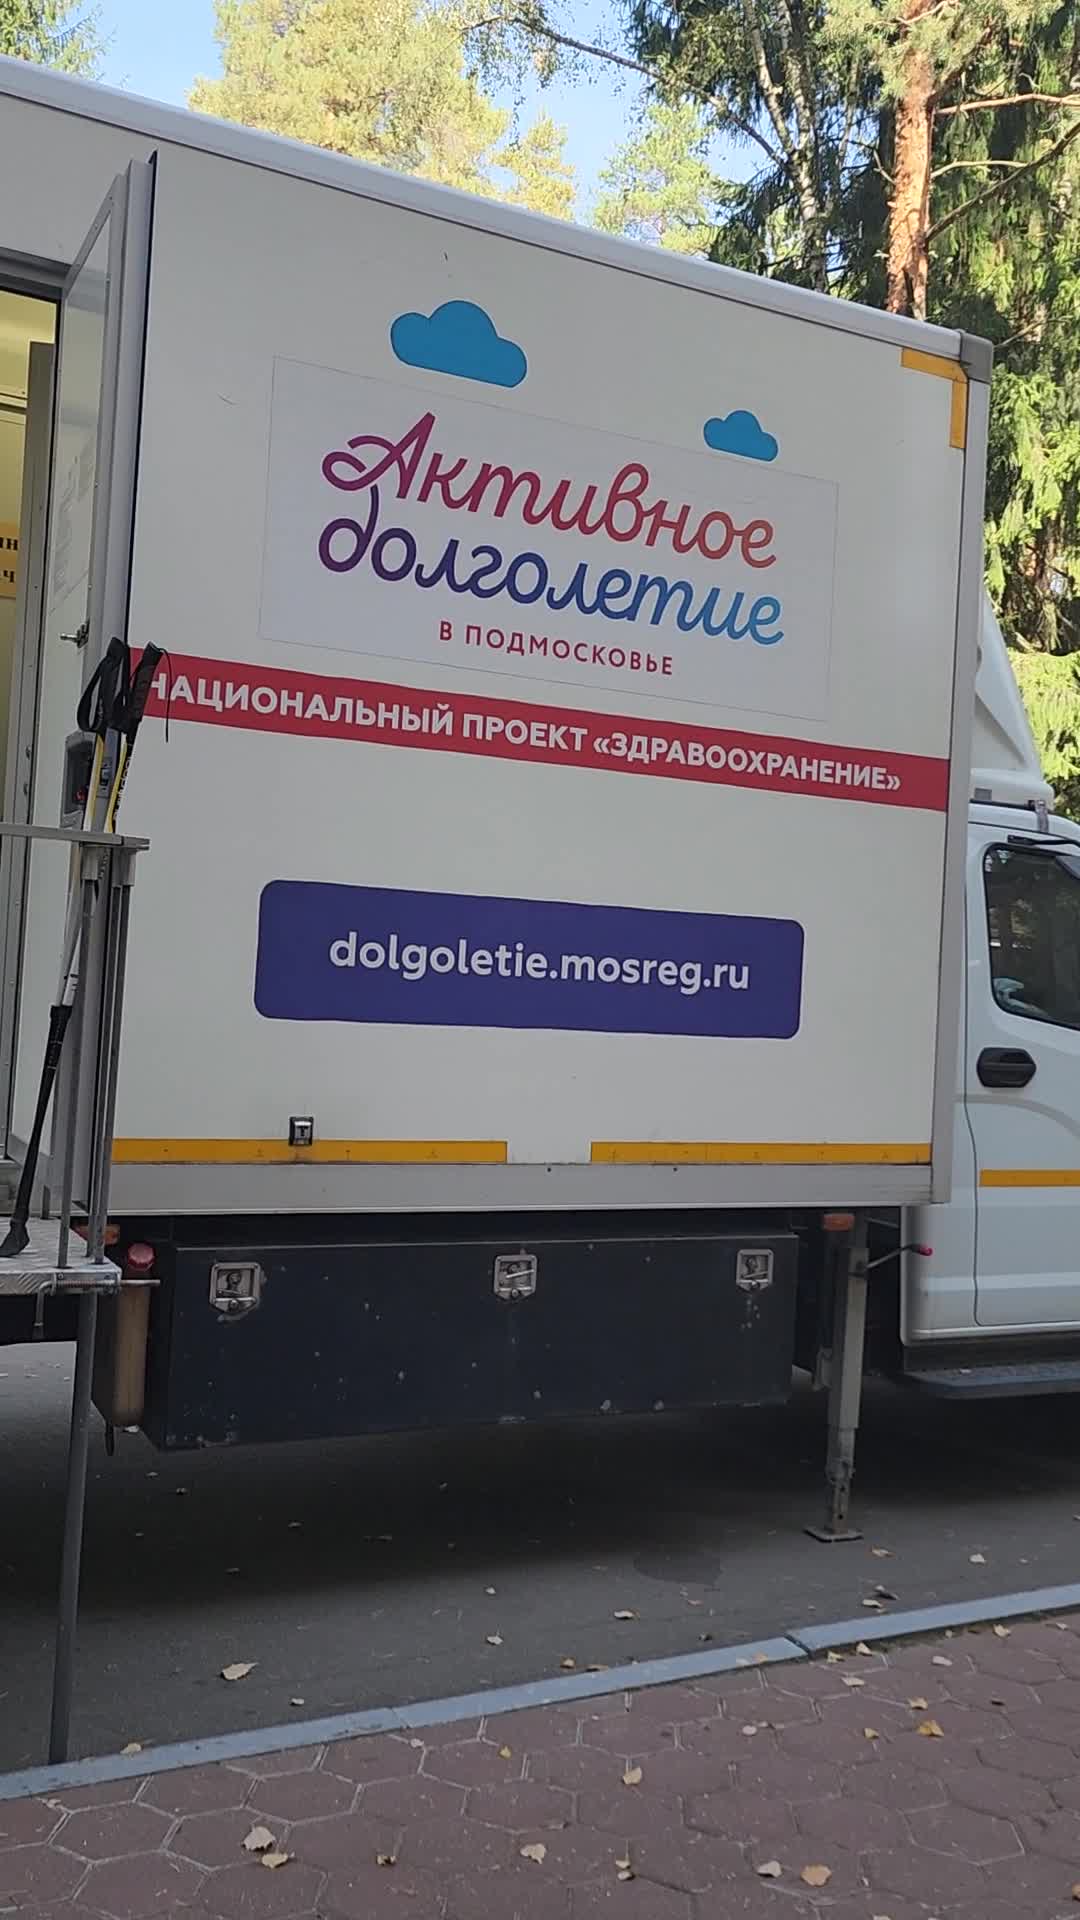 Активное
долголетие
В ПОДМОСКОВЬЕ
НАЦИОНАЛЬНЫЙ ПРОЕКТ «ЗДРАВООХРАНЕНИЕ»
dolgoletie.mosreg.ru